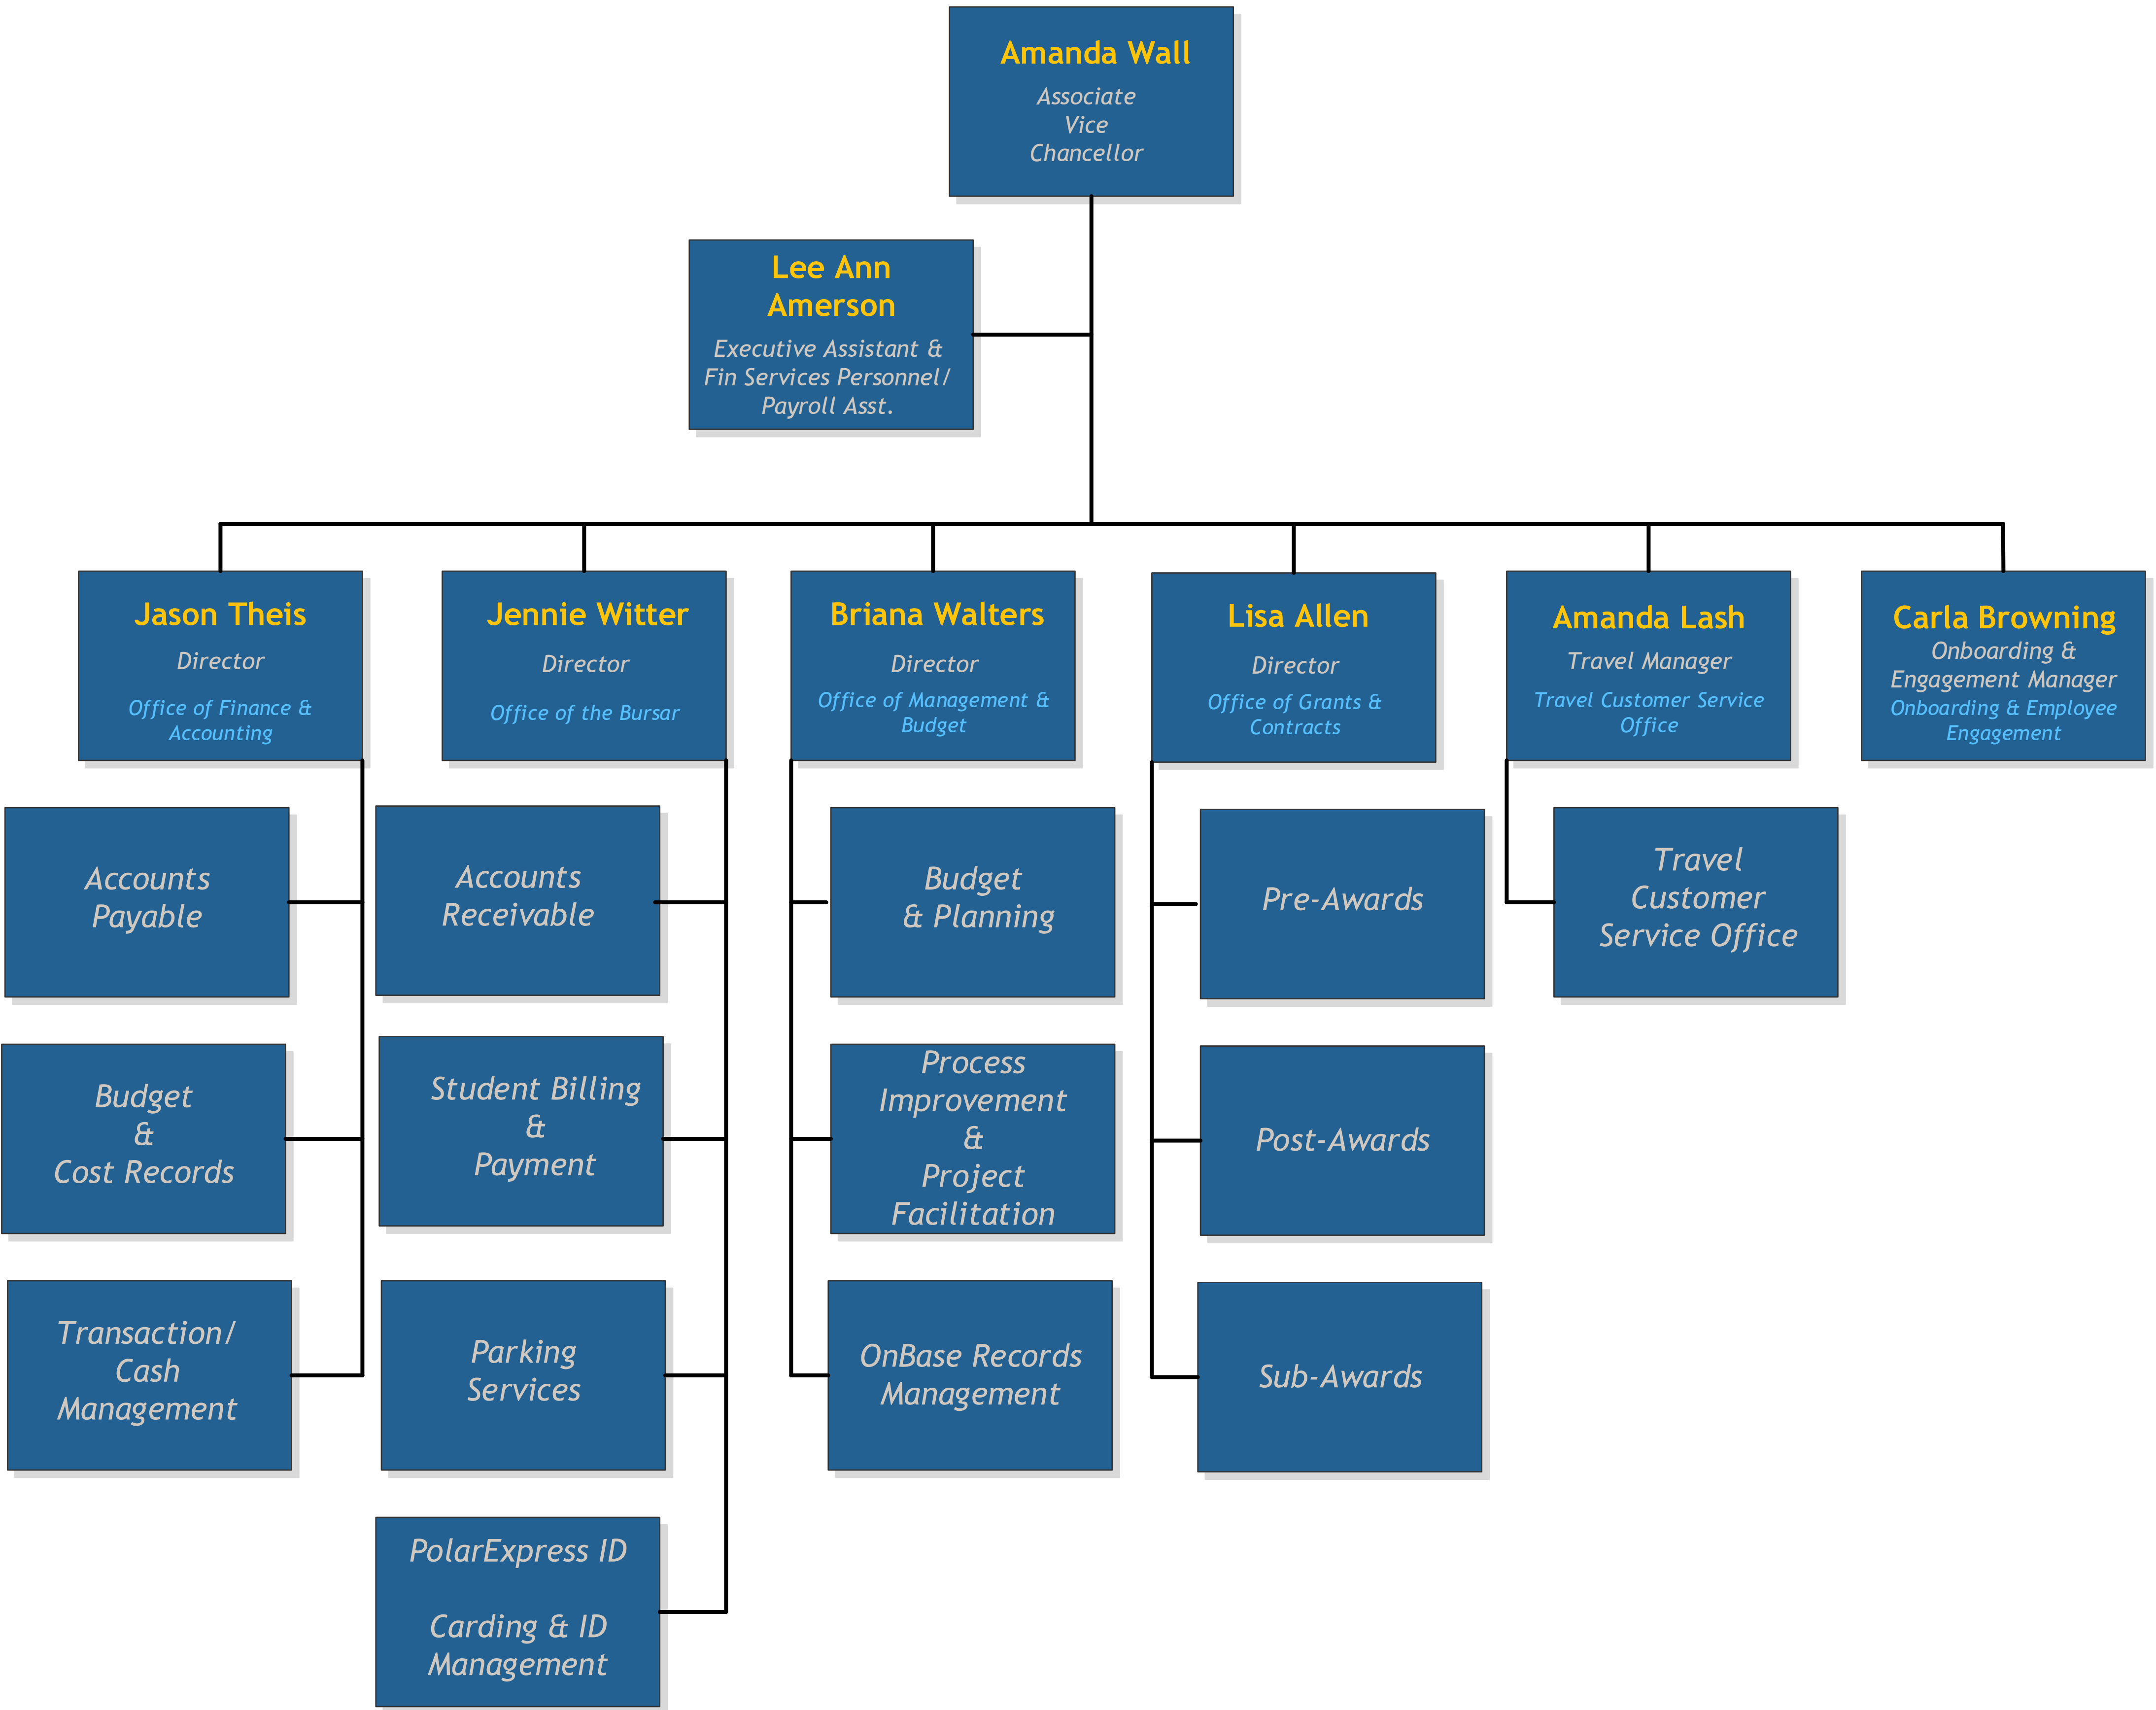 Amanda Wall
Associate
Vice
Chancellor
Lee Ann
Amerson
Executive Assistant &
Fin Services Personnel/
Payroll Asst.
Jason Theis
Director
Office of Finance &
Accounting
Jennie Witter
Director
Office of the Bursar
Briana Walters
Director
Office of Management &
Budget
Lisa Allen
Director
Office of Grants &
Contracts
Amanda Lash
Travel Manager
Travel Customer Service
Office
Carla Browning
Onboarding &
Engagement Manager
Onboarding & Employee
Engagement
Accounts
Payable
Accounts
Receivable
Budget
& Planning
Pre-Awards
Travel
Customer
Service Office
Budget
&
Cost Records
Student Billing
&
Payment
Process
Improvement
&
Project
Facilitation
Post-Awards
Transaction/
Cash
Management
Parking
Services
OnBase Records
Management
Sub-Awards
PolarExpress ID
Carding & ID
Management